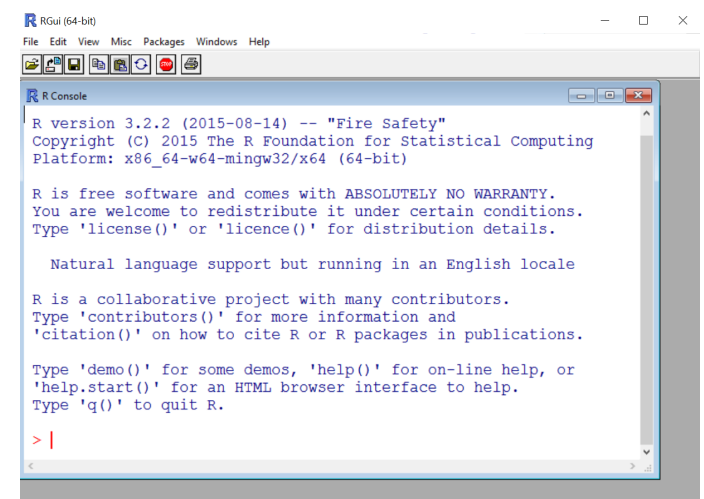 RGui (64-bit)
File Edit View Misc Packages Windows Help
STOP
R Console
R version 3.2.2 (2015-08-14) -- "Fire Safety"
Copyright (C) 2015 The R Foundation for Statistical Computing
Platform: x86_64-w64-mingw32/x64 (64-bit)
R is free software and comes with ABSOLUTELY NO WARRANTY.
You are welcome to redistribute it under certain conditions.
Type 'license()' or 'licence()' for distribution details.
Natural language support but running in an English locale
R is a collaborative project with many contributors.
Type 'contributors()' for more information and
'citation()' on how to cite R or R packages in publications.
Type 'demo()' for some demos, 'help()' for on-line help, or
'help.start()' for an HTML browser interface to help.
Type 'q()' to quit R.
>